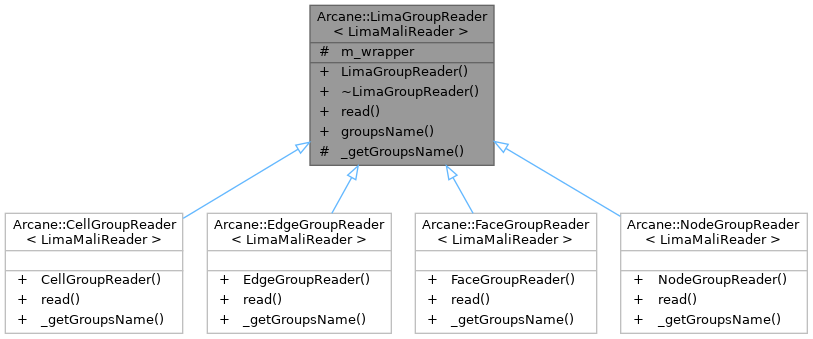 Arcane::LimaGroupReader
< LimaMaliReader >
# m_wrapper
+ LimaGroupReader()
+ ~LimaGroupReader()
+ read()
+ groupsName()
# _getGroupsName()
Arcane::CellGroupReader
< LimaMaliReader >
+ CellGroupReader()
+ read()
+ _getGroupsName()
Arcane::EdgeGroupReader
< LimaMaliReader >
+ EdgeGroupReader()
+ read()
+ _getGroupsName()
Arcane::FaceGroupReader
< LimaMaliReader >
+ FaceGroupReader()
+ read()
+ _getGroupsName()
Arcane::NodeGroupReader
< LimaMaliReader >
+ NodeGroupReader()
+ read()
+ _getGroupsName()